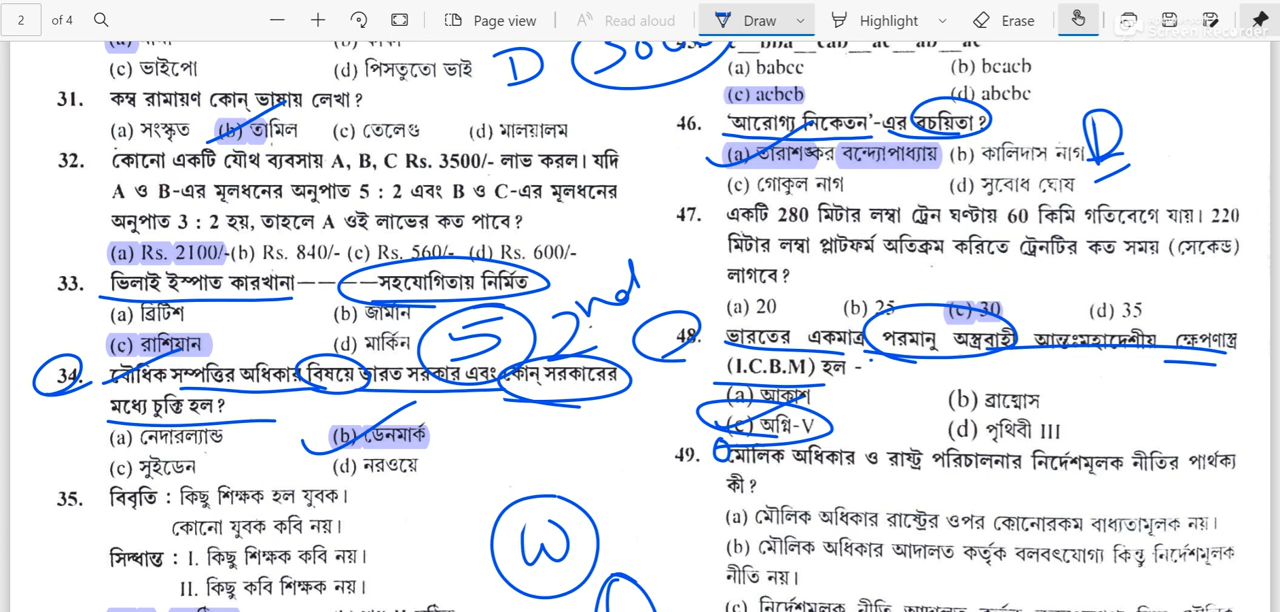 2 of 4 Page view Read aloud Draw Highlight Erase
Screen Recorder
(c) ভাইপো (d) পিসতুতো ভাই
D
31. কম্ব রামায়ণ কোন্ ভাষায় লেখা?
(a) সংস্কৃত (b) তামিল (c) তেলেগু (d) মালয়ালম
32. কোনো একটি যৌথ ব্যবসায় A, B, C Rs. 3500/- লাভ করল। যদি
A ও B-এর মূলধনের অনুপাত 5 : 2 এবং B ও C-এর মূলধনের
অনুপাত 3 : 2 হয়, তাহলে A ওই লাভের কত পাবে?
(a) Rs. 2100/-(b) Rs. 840/- (c) Rs. 560/- (d) Rs. 600/-
33. ভিলাই ইস্পাত কারখানা— — — —সহযোগিতায় নির্মিত
(a) ব্রিটিশ (b) জার্মান
(c) রাশিয়ান (d) মার্কিন
5 2nd
34. বৌধিক সম্পত্তির অধিকার বিষয়ে ভারত সরকার এবং কোন্ সরকারের
মধ্যে চুক্তি হল?
(a) নেদারল্যান্ড (b) ডেনমার্ক
(c) সুইডেন (d) নরওয়ে
35. বিবৃতি : কিছু শিক্ষক হল যুবক।
কোনো যুবক কবি নয়।
সিদ্ধান্ত : I. কিছু শিক্ষক কবি নয়।
II. কিছু কবি শিক্ষক নয়।
W
(a) babcc (b) bcacb
(c) acbcb (d) abcbc
46. 'আরোগ্য নিকেতন'-এর রচয়িতা?
(a) তারাশঙ্কর বন্দ্যোপাধ্যায় (b) কালিদাস নাগ
D
(c) গোকুল নাগ (d) সুবোধ ঘোষ
47. একটি 280 মিটার লম্বা ট্রেন ঘণ্টায় 60 কিমি গতিবেগে যায়। 220
মিটার লম্বা প্লাটফর্ম অতিক্রম করিতে ট্রেনটির কত সময় (সেকেন্ড)
লাগবে?
(a) 20 (b) 25 (c) 30 (d) 35
48. ভারতের একমাত্র পরমানু অস্ত্রবাহী আন্তঃমহাদেশীয় ক্ষেপণাস্ত্র
(I.C.B.M) হল -
(a) আকাশ (b) ব্রাহ্মোস
(c) অগ্নি-V (d) পৃথিবী III
49. মৌলিক অধিকার ও রাষ্ট্র পরিচালনার নির্দেশমূলক নীতির পার্থক্য
কী?
(a) মৌলিক অধিকার রাষ্টের ওপর কোনোরকম বাধ্যতামূলক নয়।
(b) মৌলিক অধিকার আদালত কর্তৃক বলবৎযোগ্য কিন্তু নির্দেশমূলক
নীতি নয়।